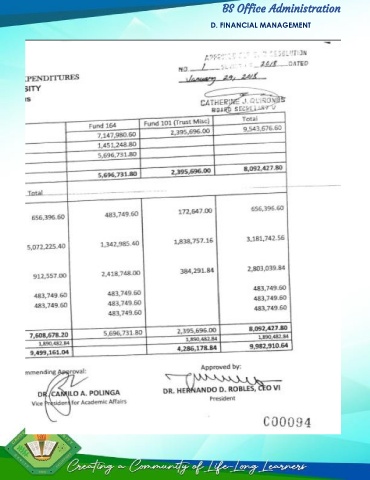 BS Office Administration
D. FINANCIAL MANAGEMENT
NO. 1 2018 DATED
January 29, 2018
PENDITURES
SITY
CATHERINE J. QUIRONOS
BOARD SECRETARY V
Fund 164 Fund 101 (Trust Misc) Total
7,147,980.60 2,395,696.00 9,543,676.60
1,451,248.80
5,696,731.80
5,696,731.80 2,395,696.00 8,092,427.80
Total
656,396.60 483,749.60 172,647.00 656,396.60
5,072,225.40 1,342,985.40 1,838,757.16 3,181,742.56
912,557.00 2,418,748.00 384,291.84 2,803,039.84
483,749.60 483,749.60 483,749.60
483,749.60 483,749.60 483,749.60
483,749.60 483,749.60
7,608,678.20 5,696,731.80 2,395,696.00 8,092,427.80
1,890,482.84 1,890,482.84 1,890,482.84
9,499,161.04 4,286,178.84 9,982,910.64
mmending Approval: Approved by:
DR. CAMILO A. POLINGA DR. HERNANDO D. ROBLES, CEO VI
Vice President for Academic Affairs President
C00094
Creating a Community of Life-Long Learners